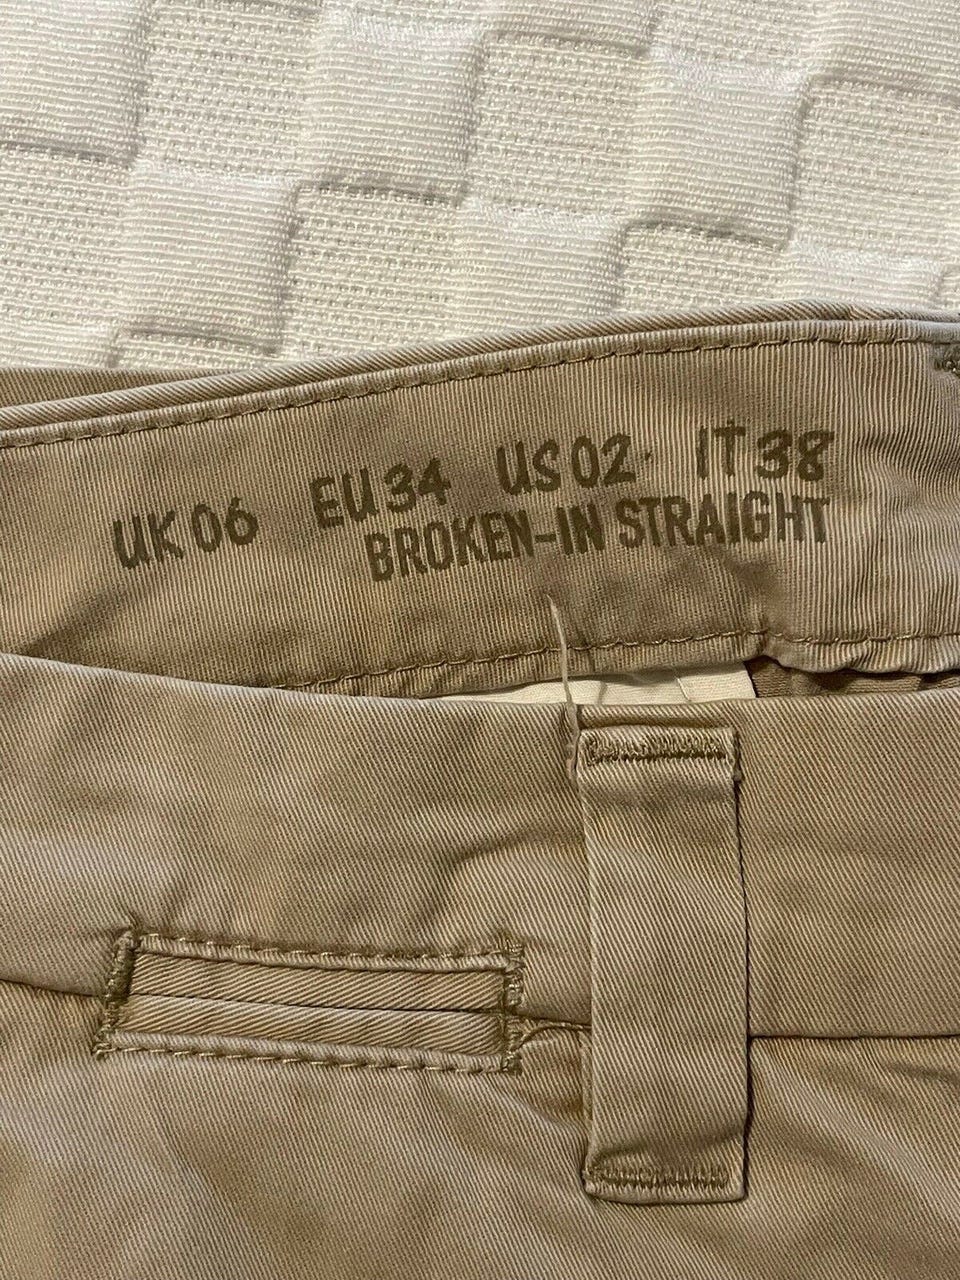 UK 06 EU 34 US 02 IT 38
BROKEN-IN STRAIGHT